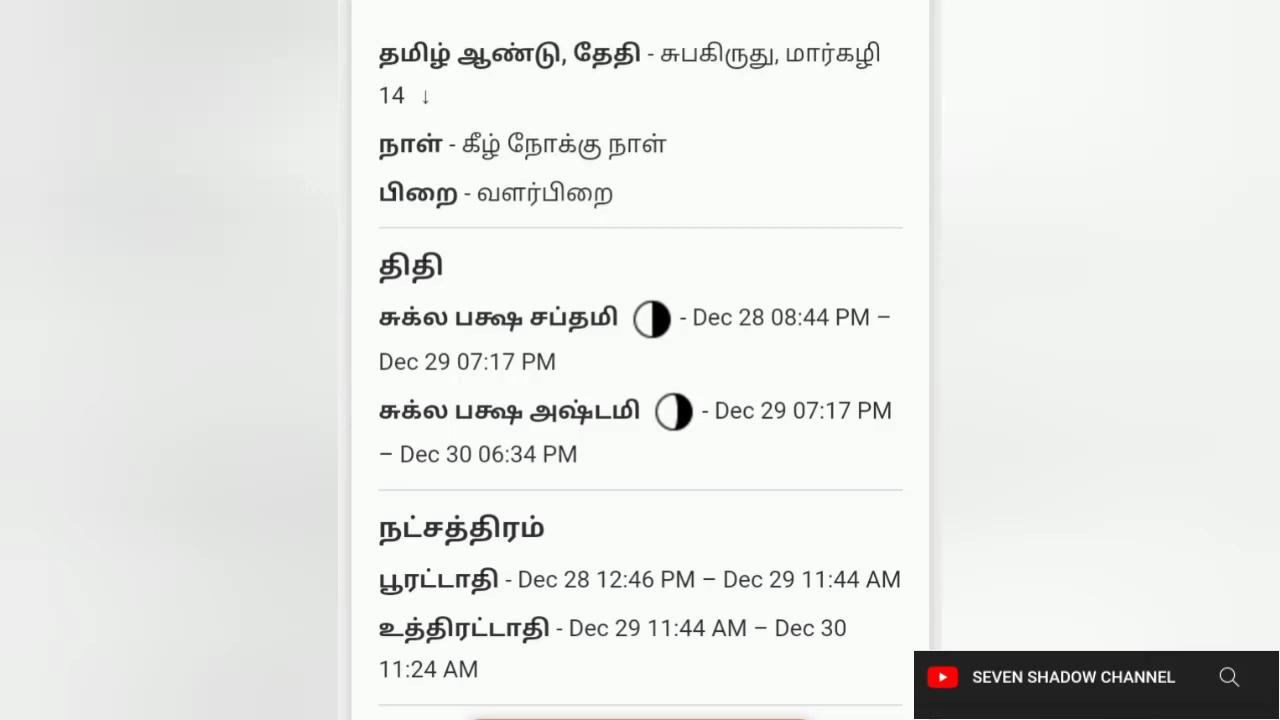 தமிழ் ஆண்டு, தேதி - சுபகிருது, மார்கழி
14 ↓
நாள் - கீழ் நோக்கு நாள்
பிறை - வளர்பிறை
திதி
சுக்ல பக்ஷ சப்தமி - Dec 28 08:44 PM –
Dec 29 07:17 PM
சுக்ல பக்ஷ அஷ்டமி - Dec 29 07:17 PM
– Dec 30 06:34 PM
நட்சத்திரம்
பூரட்டாதி - Dec 28 12:46 PM – Dec 29 11:44 AM
உத்திரட்டாதி - Dec 29 11:44 AM – Dec 30
11:24 AM
SEVEN SHADOW CHANNEL